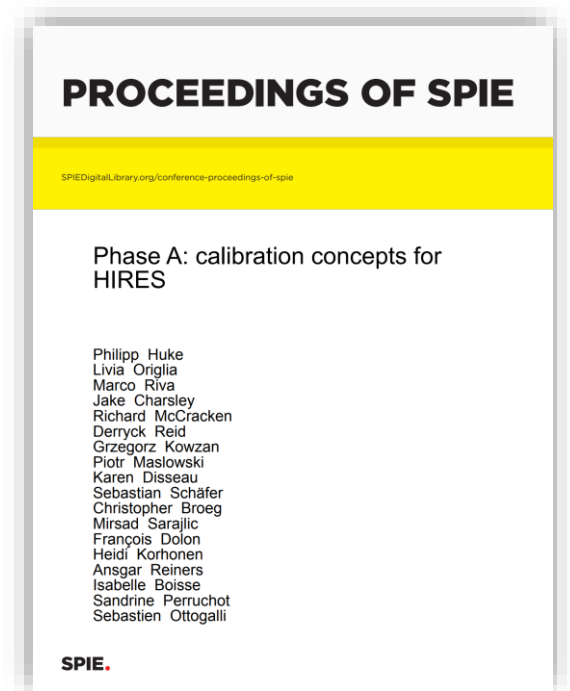 PROCEEDINGS OF SPIE
SPIEDigitalLibrary.org/conference-proceedings-of-spie
Phase A: calibration concepts for
HIRES
Philipp Huke
Livia Origlia
Marco Riva
Jake Charsley
Richard McCracken
Derryck Reid
Grzegorz Kowzan
Piotr Maslowski
Karen Disseau
Sebastian Schäfer
Christopher Broeg
Mirsad Sarajlic
François Dolon
Heidi Korhonen
Ansgar Reiners
Isabelle Boisse
Sandrine Perruchot
Sebastien Ottogalli
SPIE.